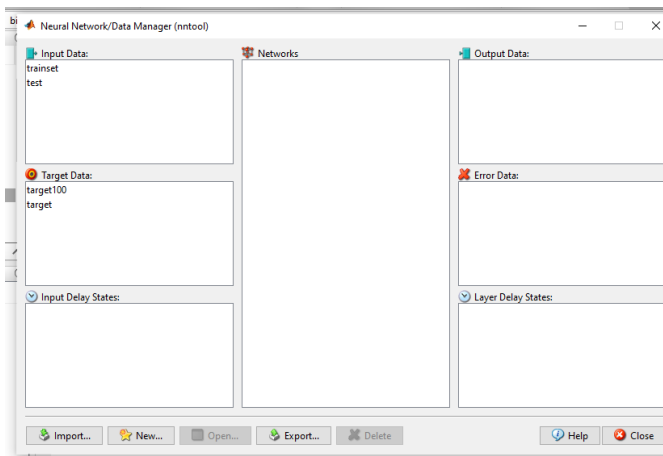 bi
Neural Network/Data Manager (nntool)
Input Data:
trainset
test
Networks
Output Data:
Target Data:
target100
target
Error Data:
Input Delay States:
Layer Delay States:
Import...
New...
Open...
Export...
Delete
Help
Close